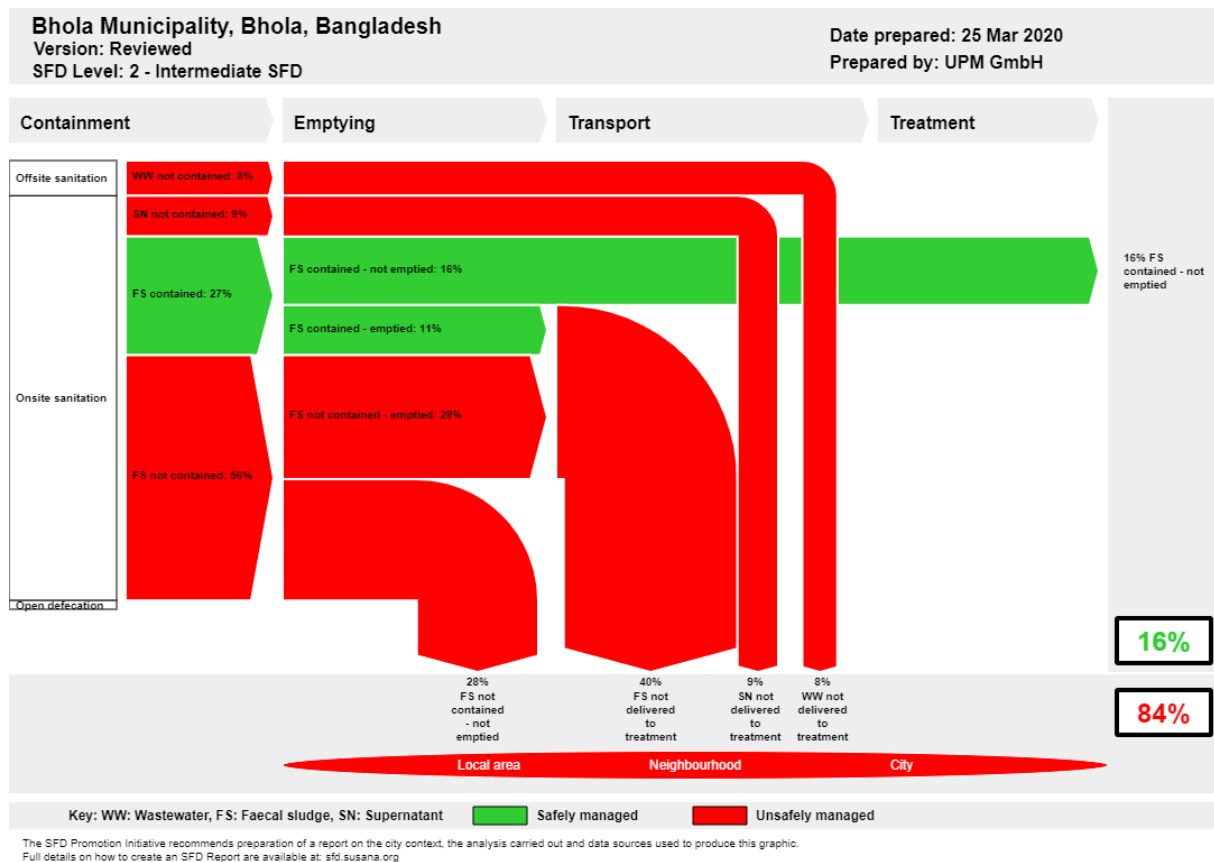 Bhola Municipality, Bhola, Bangladesh
Version: Reviewed
SFD Level: 2 - Intermediate SFD
Date prepared: 25 Mar 2020
Prepared by: UPM GmbH
Containment
Emptying
Transport
Treatment
Offsite sanitation
WW not contained: 8%
SN not contained: 9%
FS contained: 27%
FS contained - not emptied: 16%
16% FS
contained - not
emptied
FS contained - emptied: 11%
Onsite sanitation
FS not contained - emptied: 28%
FS not contained: 56%
Open defecation
16%
28%
FS not
contained
- not
emptied
40%
FS not
delivered
to
treatment
9%
SN not
delivered
to
treatment
8%
WW not
delivered
to
treatment
84%
Local area
Neighbourhood
City
Key: WW: Wastewater, FS: Faecal sludge, SN: Supernatant
Safely managed
Unsafely managed
The SFD Promotion Initiative recommends preparation of a report on the city context, the analysis carried out and data sources used to produce this graphic.
Full details on how to create an SFD Report are available at: sfd.susana.org